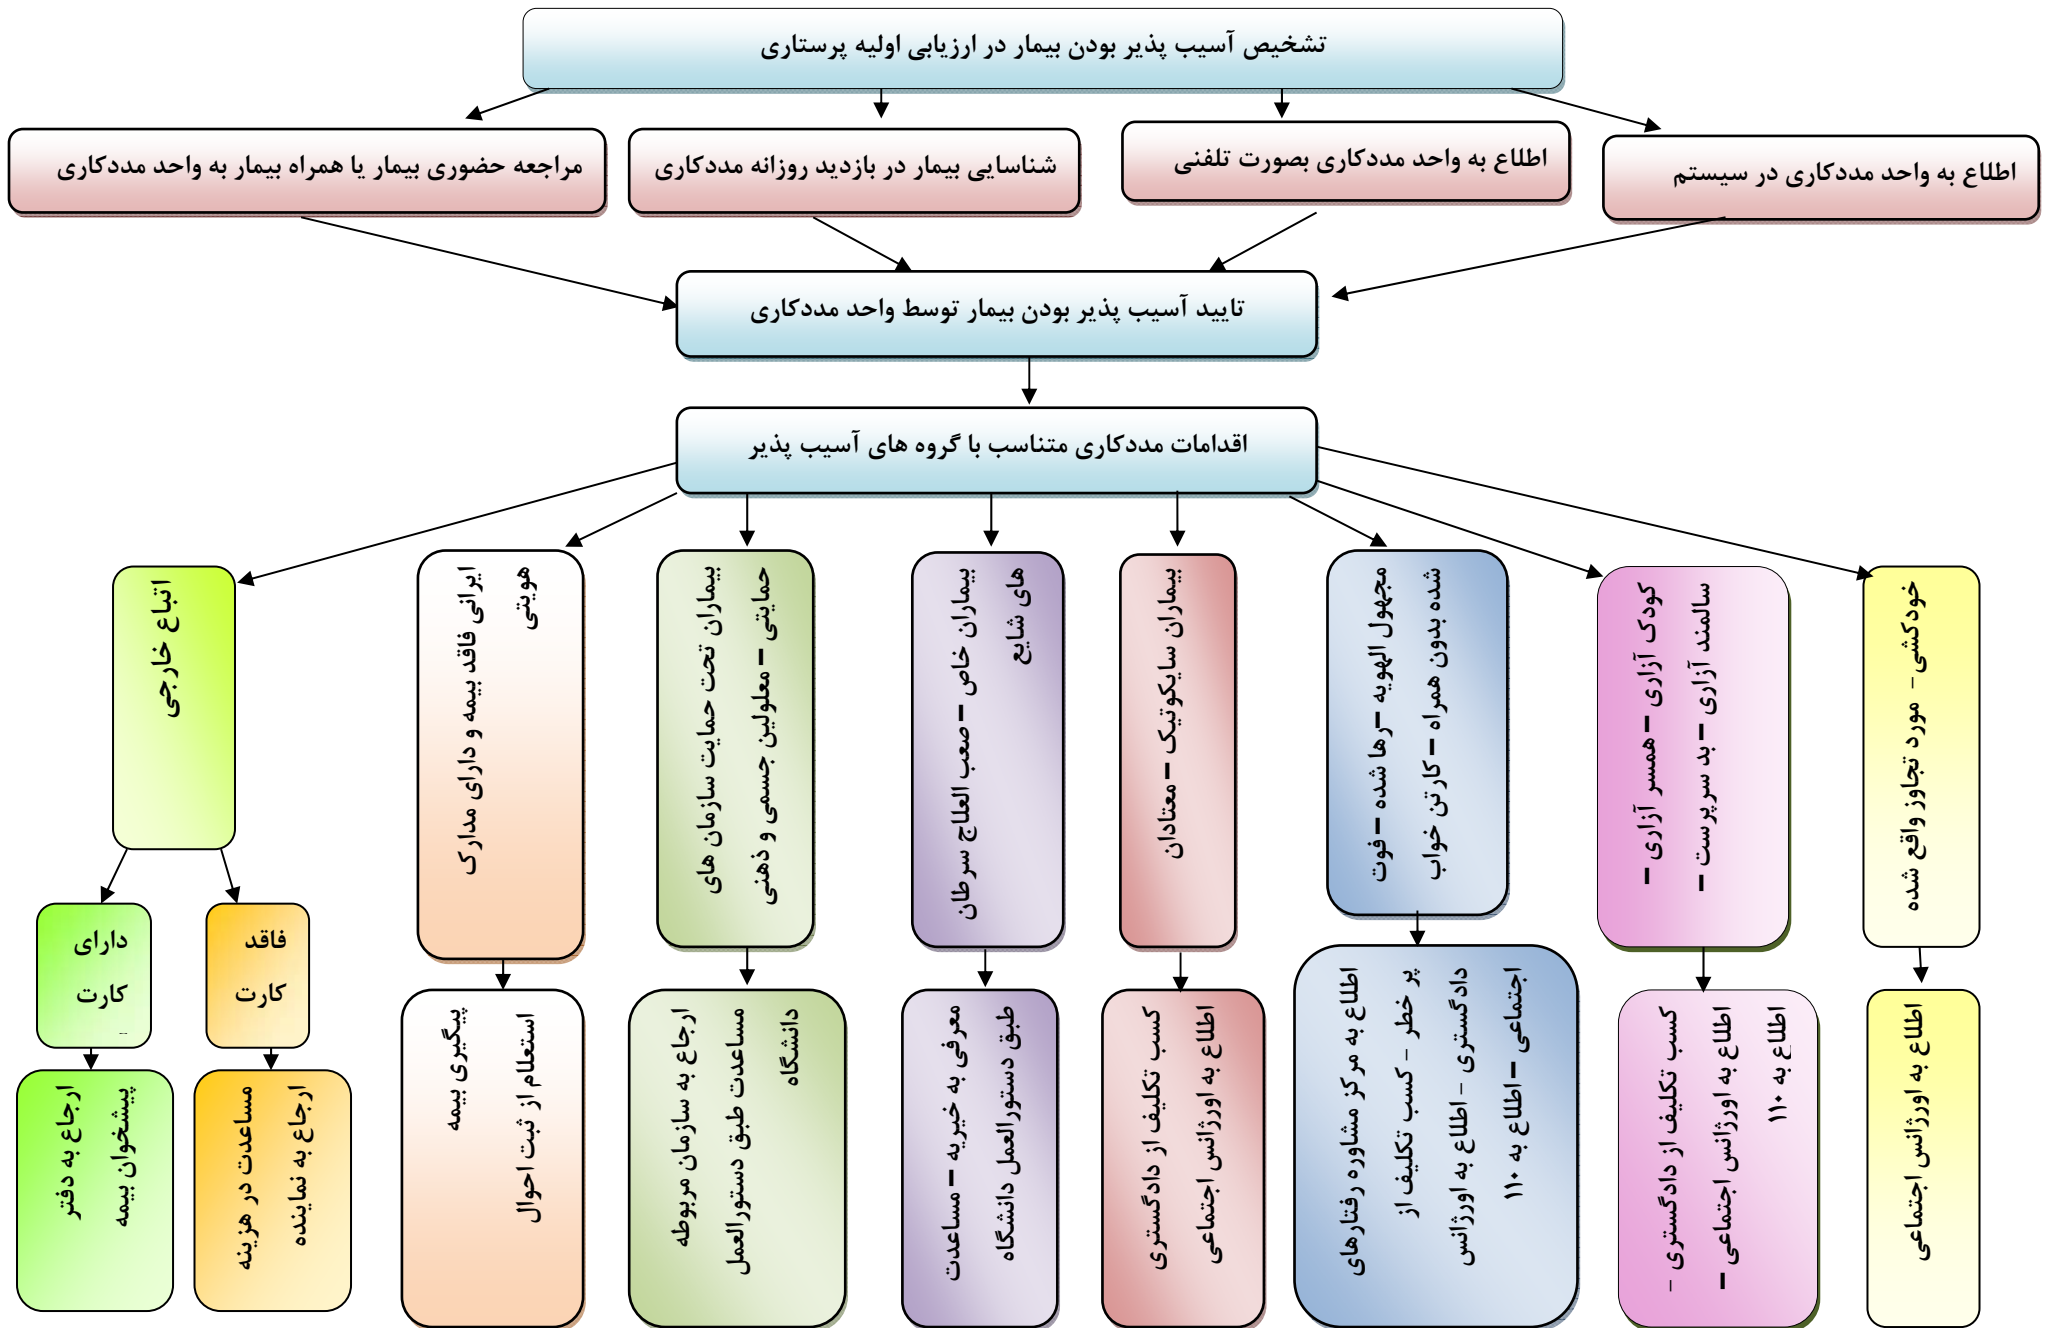 تشخیص آسیب پذیر بودن بیمار در ارزیابی اولیه پرستاری
اطلاع به واحد مددکاری در سیستم
اطلاع به واحد مددکاری بصورت تلفنی
شناسایی بیمار در بازدید روزانه مددکاری
مراجعه حضوری بیمار یا همراه بیمار به واحد مددکاری
تایید آسیب پذیر بودن بیمار توسط واحد مددکاری
اقدامات مددکاری متناسب با گروه های آسیب پذیر
خودکشی - مورد تجاوز واقع شده
کودک آزاری – همسر آزاری –
سالمند آزاری – بد سرپرست –
مجهول الهویه – رها شده – فوت
شده بدون همراه – کارتن خواب
بیماران سایکوتیک – معتادان
بیماران خاص – صعب العلاج سرطان
های شایع
بیماران تحت حمایت سازمان های
حمایتی – معلولین جسمی و ذهنی
ایرانی فاقد بیمه و دارای مدارک
هویتی
اتباع خارجی
فاقد
کارت
دارای
کارت
اطلاع به اورژانس اجتماعی
کسب تکلیف از دادگستری -
اطلاع به اورژانس اجتماعی –
اطلاع به ۱۱۰
اطلاع به مرکز مشاوره رفتارهای
پر خطر - کسب تکلیف از
دادگستری - اطلاع به اورژانس
اجتماعی – اطلاع به ۱۱۰
کسب تکلیف از دادگستری
اطلاع به اورژانس اجتماعی
معرفی به خیریه – مساعدت
طبق دستورالعمل دانشگاه
ارجاع به سازمان مربوطه
مساعدت طبق دستورالعمل
دانشگاه
پیگیری بیمه
استعلام از ثبت احوال
مساعدت در هزینه
ارجاع به نماینده
ارجاع به دفتر
پیشخوان بیمه